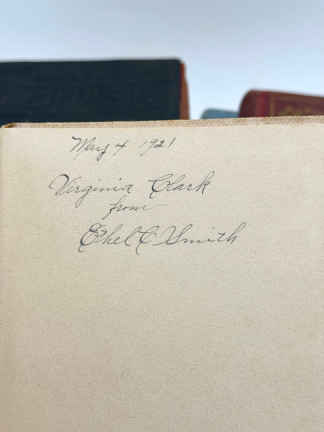 May 4 1921
Virginia Clark
from
Ethel C Smith